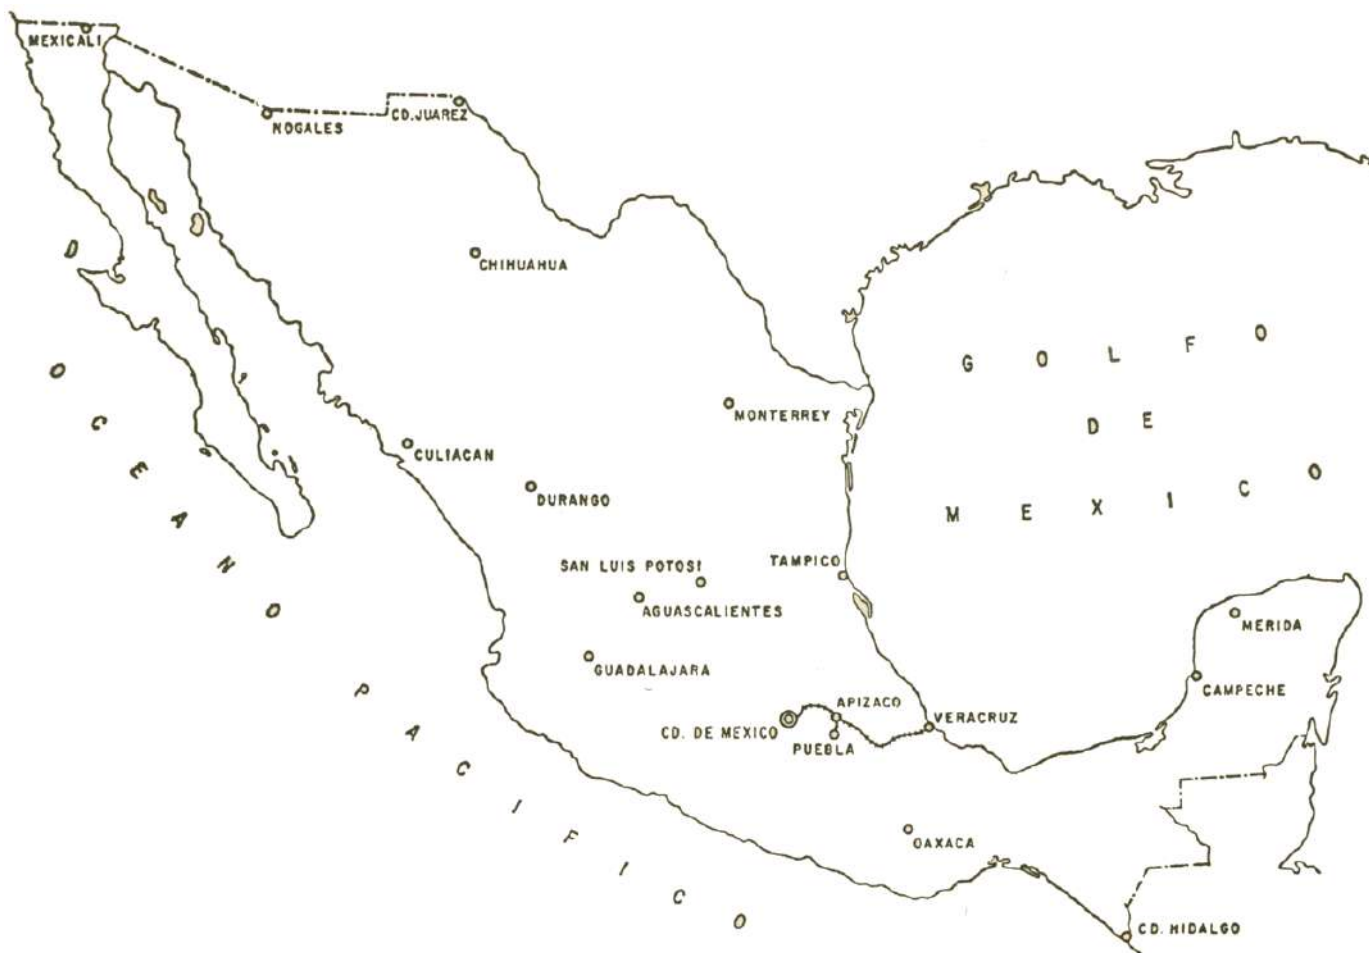 MEXICALI
NOGALES
CD. JUAREZ
CHIHUAHUA
GOLFO
DE
MEXICO
MONTERREY
CULIACAN
DURANGO
TAMPICO
SAN LUIS POTOSI
AGUASCALIENTES
MERIDA
GUADALAJARA
CAMPECHE
APIZACO
VERACRUZ
CD. DE MEXICO
PUEBLA
OAXACA
CD. HIDALGO
OCEANO PACIFICO